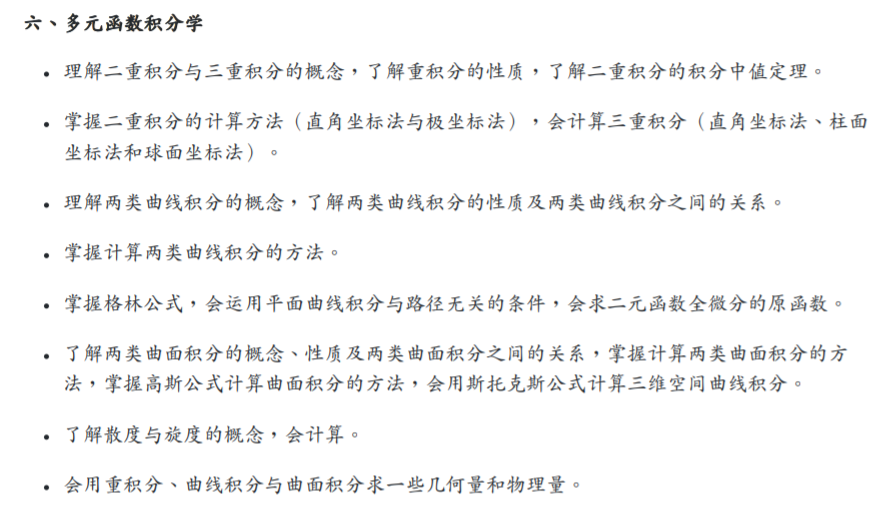 六、多元函数积分学
• 理解二重积分与三重积分的概念，了解重积分的性质，了解二重积分的积分中值定理。
• 掌握二重积分的计算方法（直角坐标法与极坐标法），会计算三重积分（直角坐标法、柱面
坐标法和球面坐标法）。
• 理解两类曲线积分的概念，了解两类曲线积分的性质及两类曲线积分之间的关系。
• 掌握计算两类曲线积分的方法。
• 掌握格林公式，会运用平面曲线积分与路径无关的条件，会求二元函数全微分的原函数。
• 了解两类曲面积分的概念、性质及两类曲面积分之间的关系，掌握计算两类曲面积分的方
法，掌握高斯公式计算曲面积分的方法，会用斯托克斯公式计算三维空间曲线积分。
• 了解散度与旋度的概念，会计算。
• 会用重积分、曲线积分与曲面积分求一些几何量和物理量。